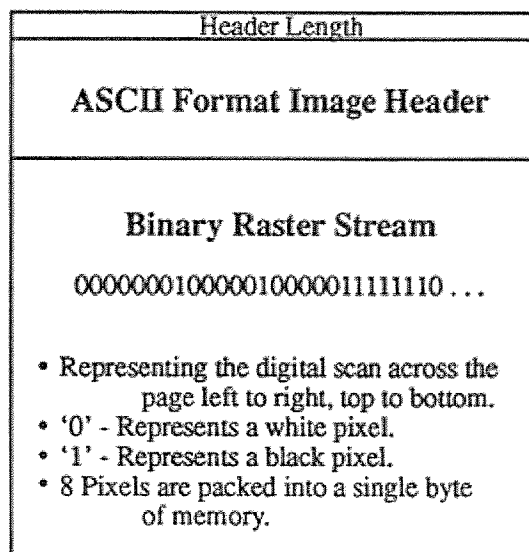 Header Length
ASCII Format Image Header
Binary Raster Stream
00000001000001000001111110 . . .
• Representing the digital scan across the
page left to right, top to bottom.
• ‘0’ - Represents a white pixel.
• ‘1’ - Represents a black pixel.
• 8 Pixels are packed into a single byte
of memory.